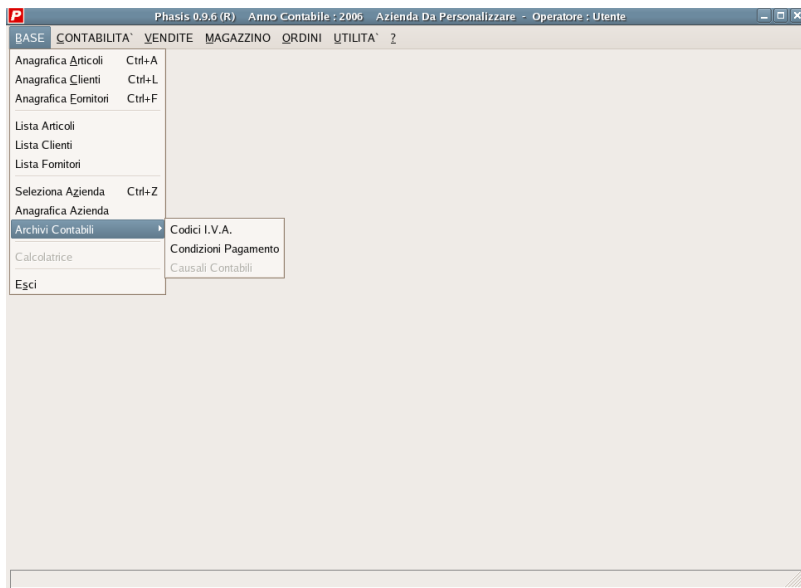 P Phasis 0.9.6 (R) Anno Contabile : 2006 Azienda Da Personalizzare - Operatore : Utente
BASE CONTABILITA` VENDITE MAGAZZINO ORDINI UTILITA` ?
Anagrafica Articoli Ctrl+A
Anagrafica Clienti Ctrl+L
Anagrafica Fornitori Ctrl+F
Lista Articoli
Lista Clienti
Lista Fornitori
Seleziona Azienda Ctrl+Z
Anagrafica Azienda
Archivi Contabili
Codici I.V.A.
Condizioni Pagamento
Causali Contabili
Calcolatrice
Esci